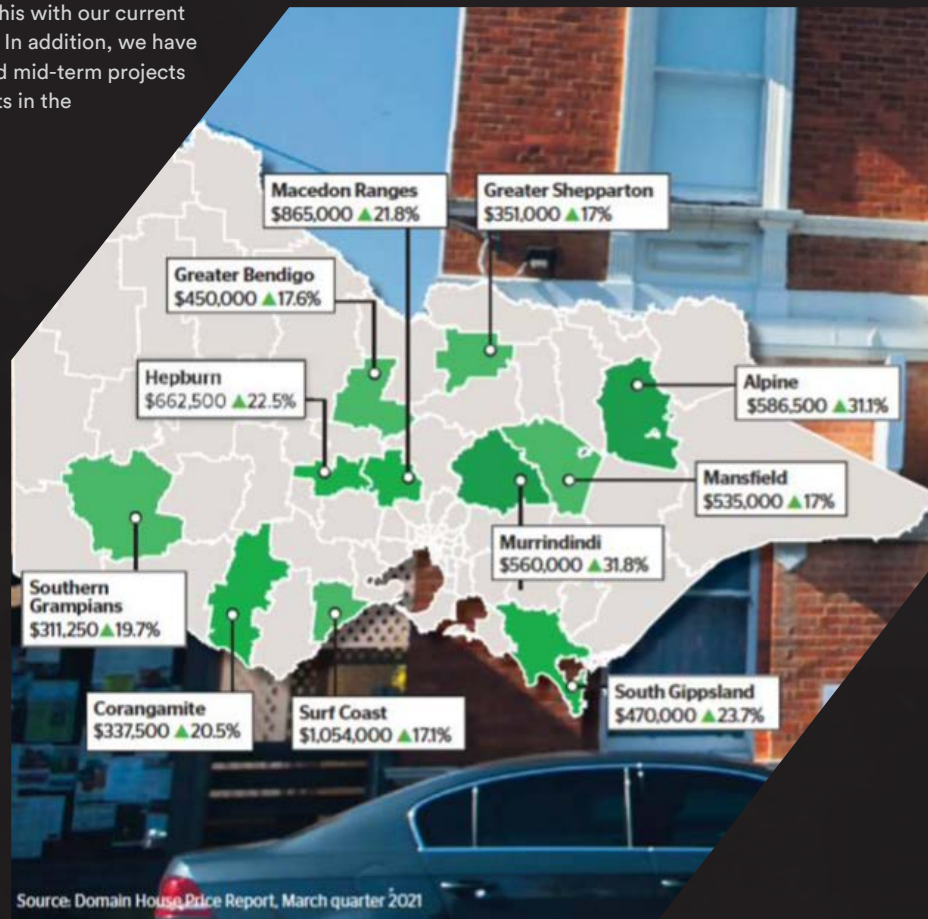 his with our current
In addition, we have
d mid-term projects
ts in the
Macedon Ranges
$865,000 ▲21.8%
Greater Shepparton
$351,000 ▲17%
Greater Bendigo
$450,000 ▲17.6%
Hepburn
$662,500 ▲22.5%
Alpine
$586,500 ▲31.1%
Mansfield
$535,000 ▲17%
Murrindindi
$560,000 ▲31.8%
Southern
Grampians
$311,250 ▲19.7%
Corangamite
$337,500 ▲20.5%
Surf Coast
$1,054,000 ▲17.1%
South Gippsland
$470,000 ▲23.7%
Source: Domain House Price Report, March quarter 2021